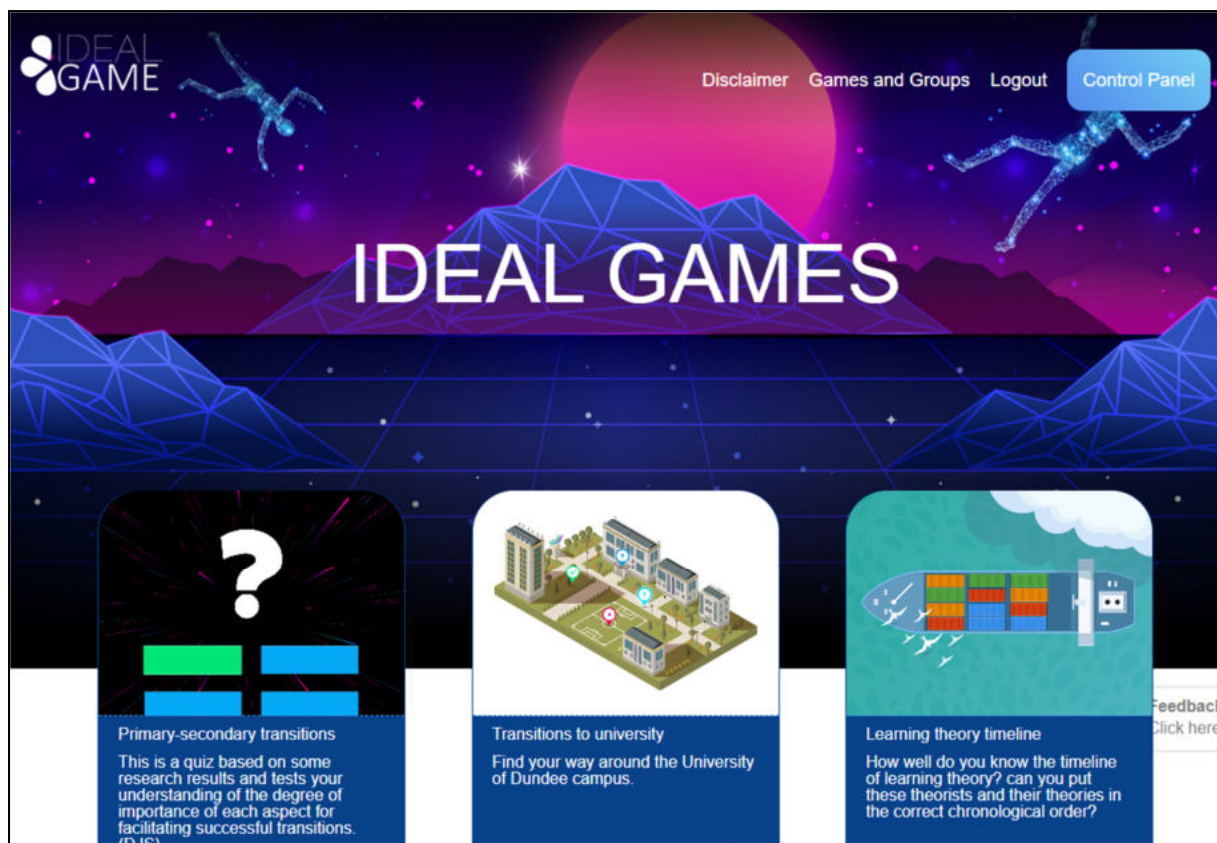 IDEAL
GAME
Disclaimer Games and Groups Logout Control Panel
IDEAL GAMES
?
Primary-secondary transitions
This is a quiz based on some
research results and tests your
understanding of the degree of
importance of each aspect for
facilitating successful transitions.
Transitions to university
Find your way around the University
of Dundee campus.
Learning theory timeline
How well do you know the timeline
of learning theory? can you put
these theorists and their theories in
the correct chronological order?
Feedback
Click here